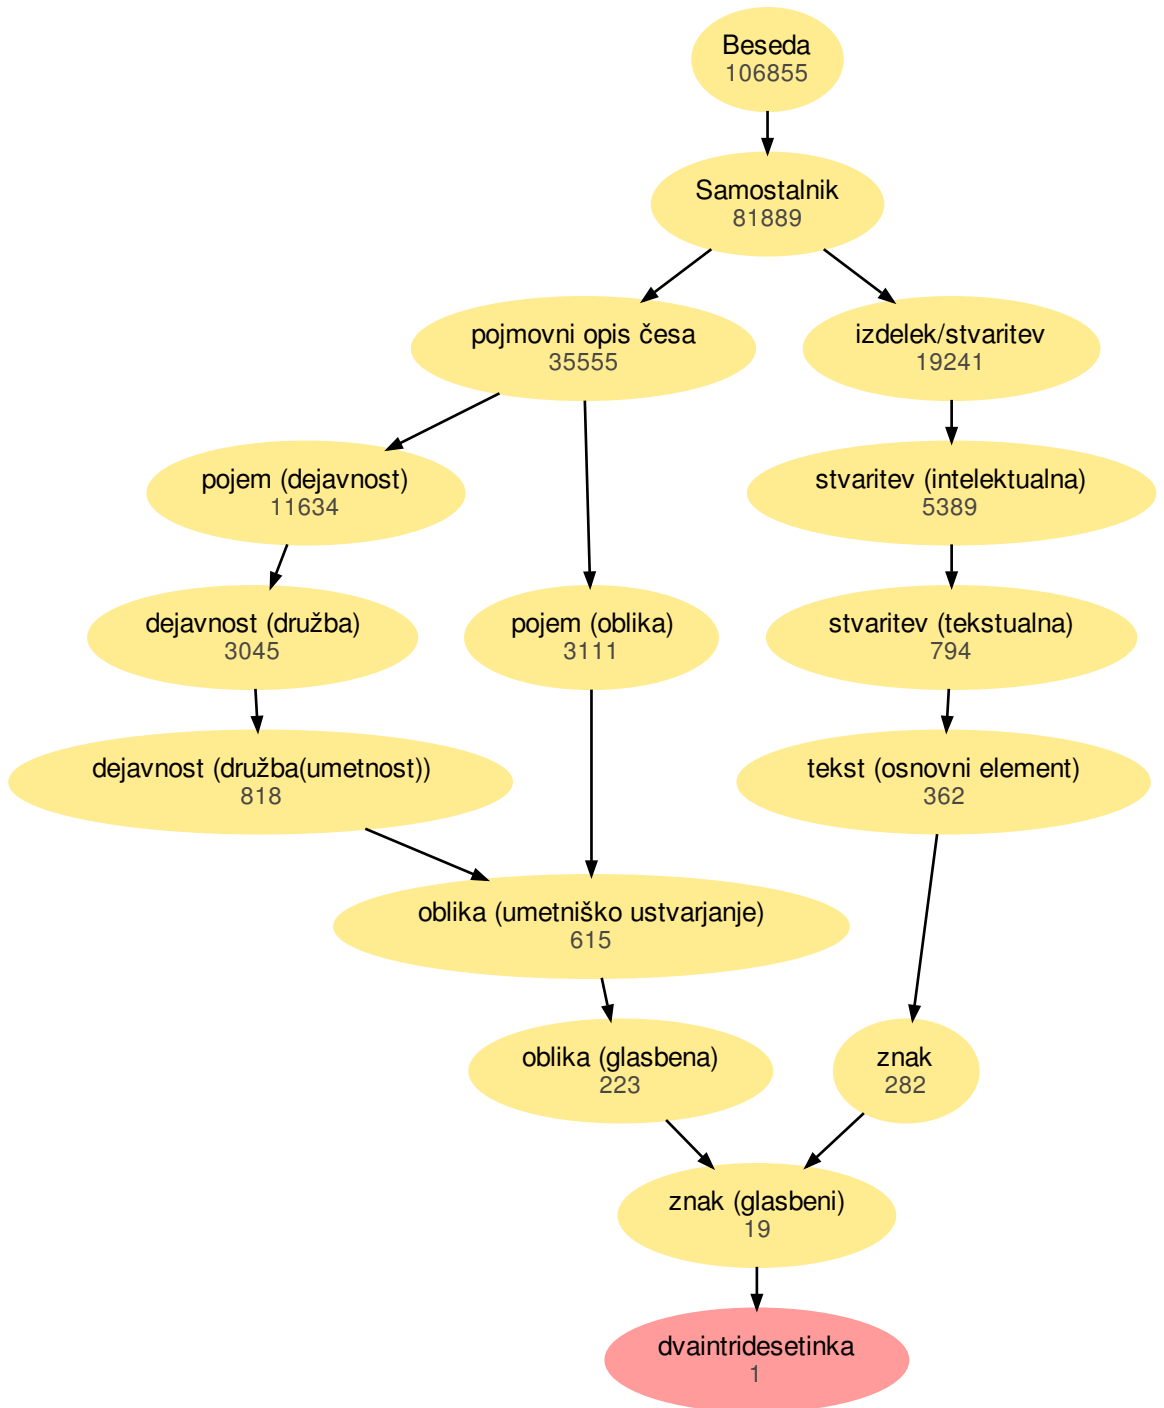 Beseda
106855
Samostalnik
81889
pojmovni opis česa
35555
izdelek/stvaritev
19241
pojem (dejavnost)
11634
stvaritev (intelektualna)
5389
dejavnost (družba)
3045
pojem (oblika)
3111
stvaritev (tekstualna)
794
dejavnost (družba(umetnost))
818
tekst (osnovni element)
362
oblika (umetniško ustvarjanje)
615
oblika (glasbena)
223
znak
282
znak (glasbeni)
19
dvaintridesetinka
1